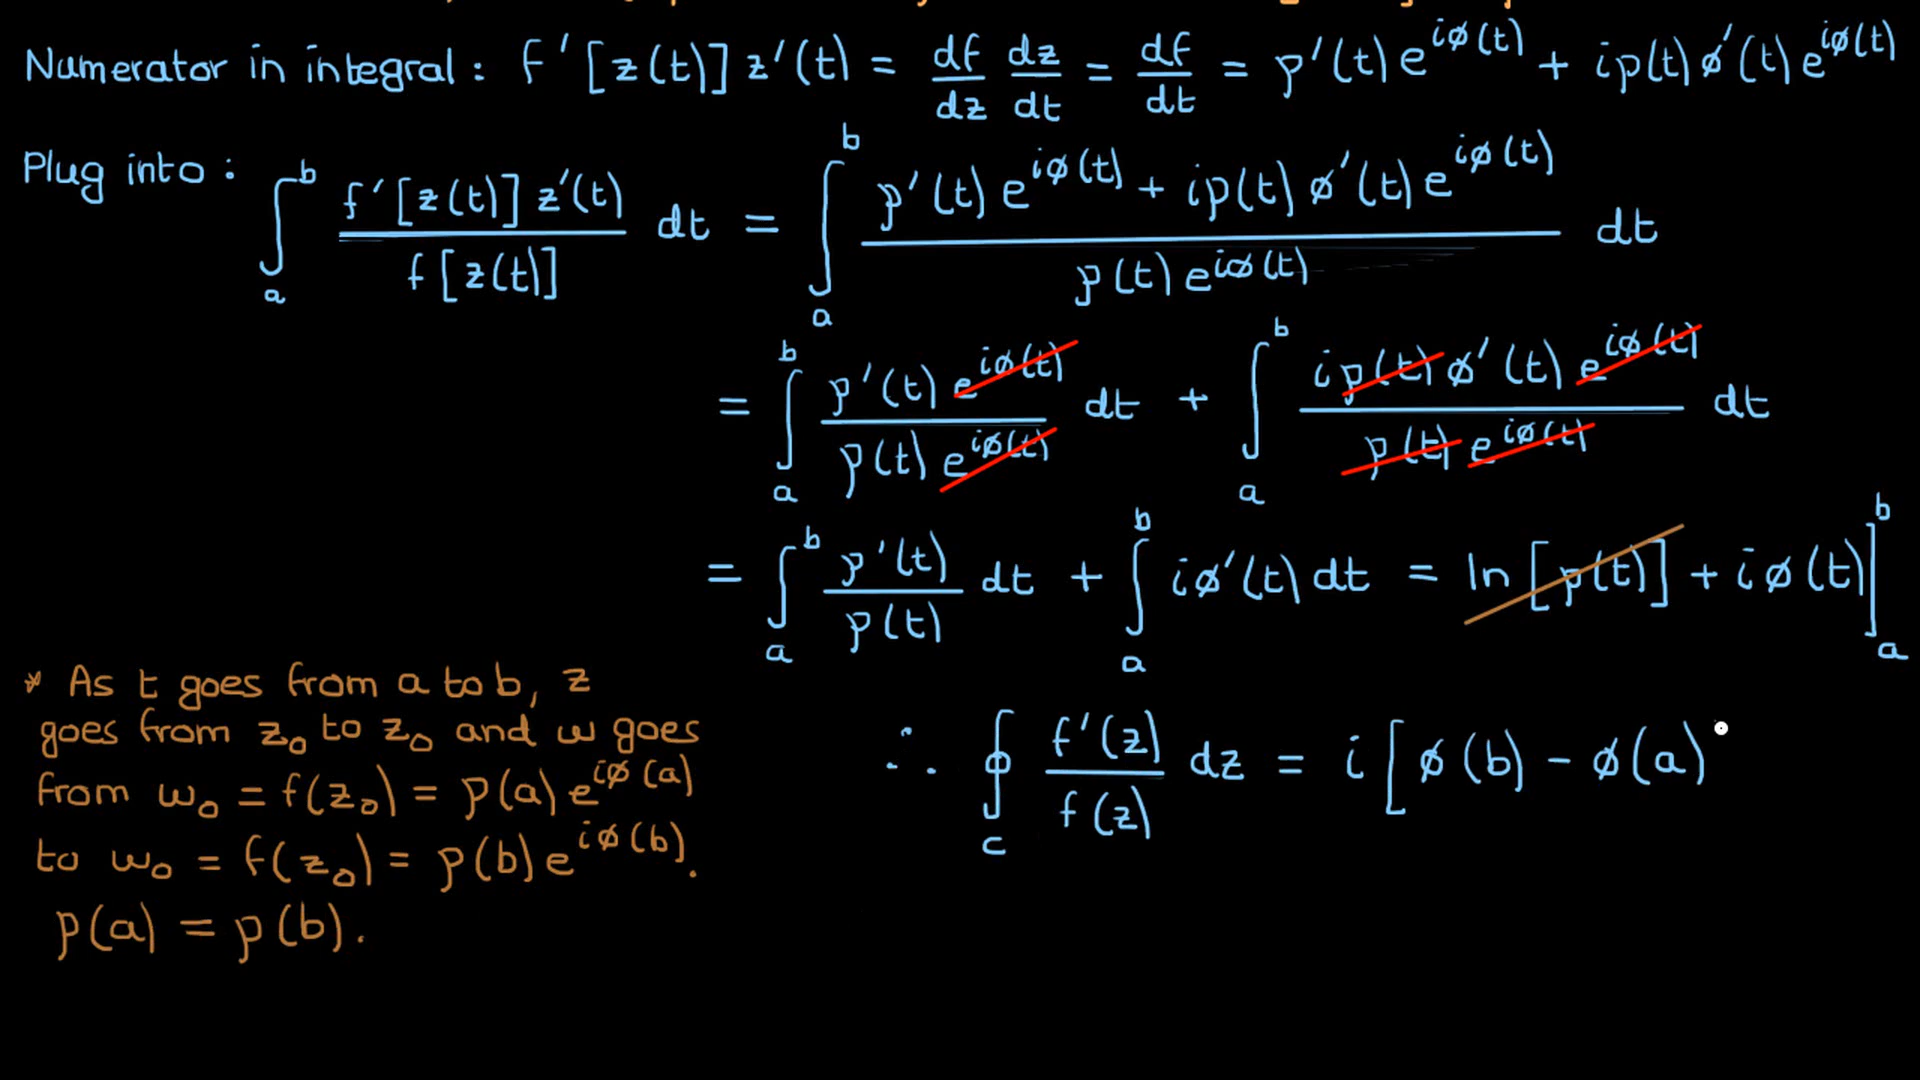 Numerator in integral: f'[z(t)] z'(t) = df/dz dz/dt = df/dt = p'(t) e^{iø(t)} + ip(t) ø'(t) e^{iø(t)}
Plug into: ∫_a^b f'[z(t)] z'(t) / f[z(t)] dt = ∫_a^b (p'(t) e^{iø(t)} + ip(t) ø'(t) e^{iø(t)}) / (p(t) e^{iø(t)}) dt
= ∫_a^b p'(t) e^{iø(t)} / p(t) e^{iø(t)} dt + ∫_a^b ip(t) ø'(t) e^{iø(t)} / p(t) e^{iø(t)} dt
= ∫_a^b p'(t) / p(t) dt + ∫_a^b iø'(t) dt = ln [p(t)] + iø(t)]_a^b
* As t goes from a to b, z
goes from z₀ to z₀ and w goes
from w₀ = f(z₀) = p(a) e^{iø(a)}
to w₀ = f(z₀) = p(b) e^{iø(b)}.
p(a) = p(b).
∴ ∮_c f'(z) / f(z) dz = i [ø(b) - ø(a)